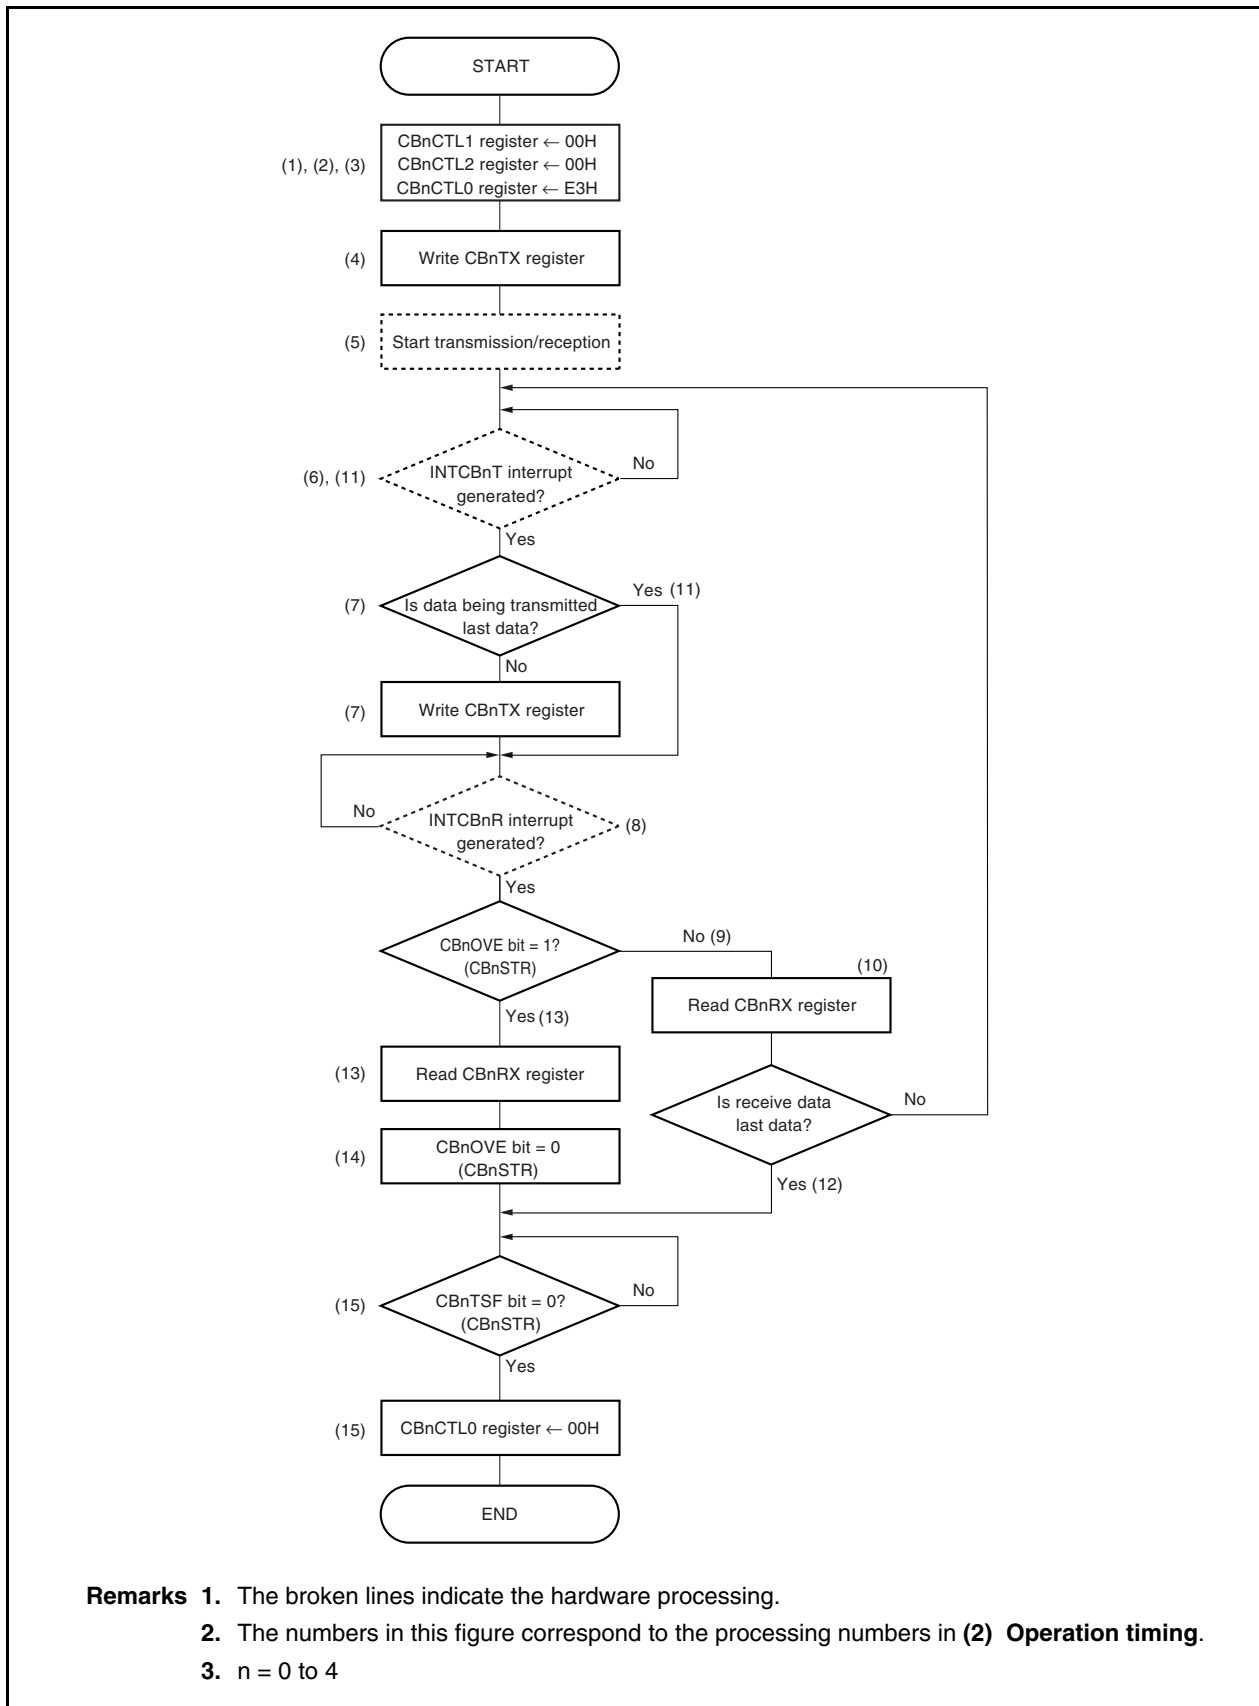 START
CBnCTL1 register ← 00H
CBnCTL2 register ← 00H
CBnCTL0 register ← E3H
(1), (2), (3)
(4)
Write CBnTX register
(5)
Start transmission/reception
(6), (11)
INTCBnT interrupt
generated?
No
Yes
(7)
Is data being transmitted
last data?
Yes (11)
No
(7)
Write CBnTX register
No
INTCBnR interrupt
generated?
(8)
Yes
CBnOVE bit = 1?
(CBnSTR)
No (9)
(10)
Read CBnRX register
Yes (13)
(13)
Read CBnRX register
Is receive data
last data?
No
(14)
CBnOVE bit = 0
(CBnSTR)
Yes (12)
(15)
CBnTSF bit = 0?
(CBnSTR)
No
Yes
(15)
CBnCTL0 register ← 00H
END
Remarks 1. The broken lines indicate the hardware processing.
2. The numbers in this figure correspond to the processing numbers in (2) Operation timing.
3. n = 0 to 4